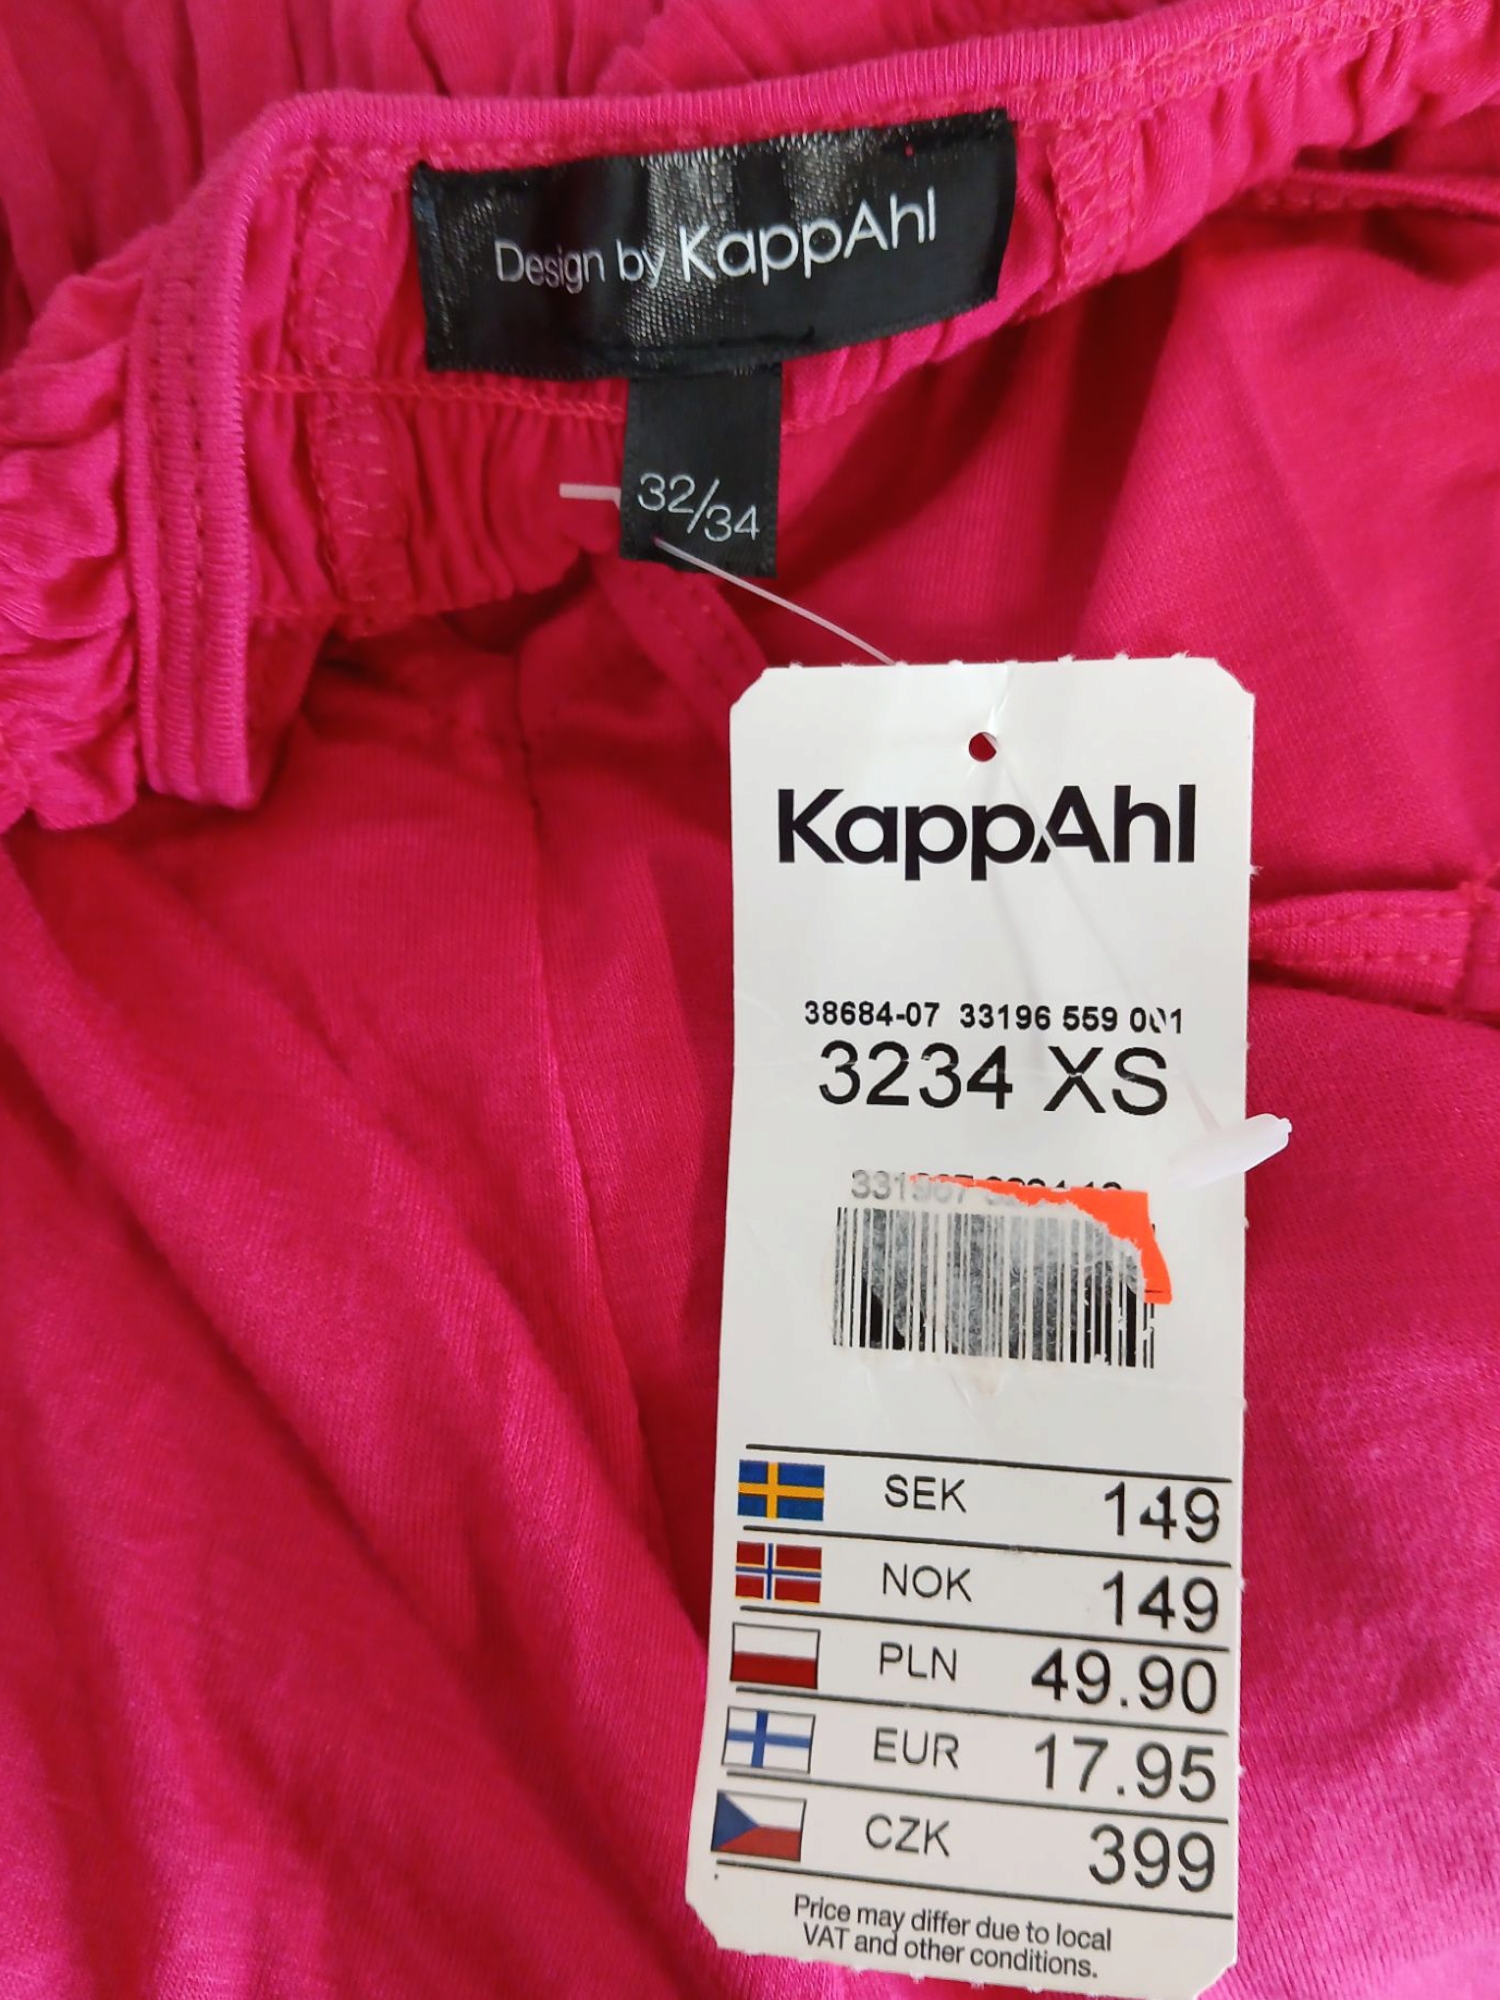 Design by KappAhl
32/34
KappAhl
38684-07 33196 559 001
3234 XS
SEK 149
NOK 149
PLN 49.90
EUR 17.95
CZK 399
Price may differ due to local
VAT and other conditions.